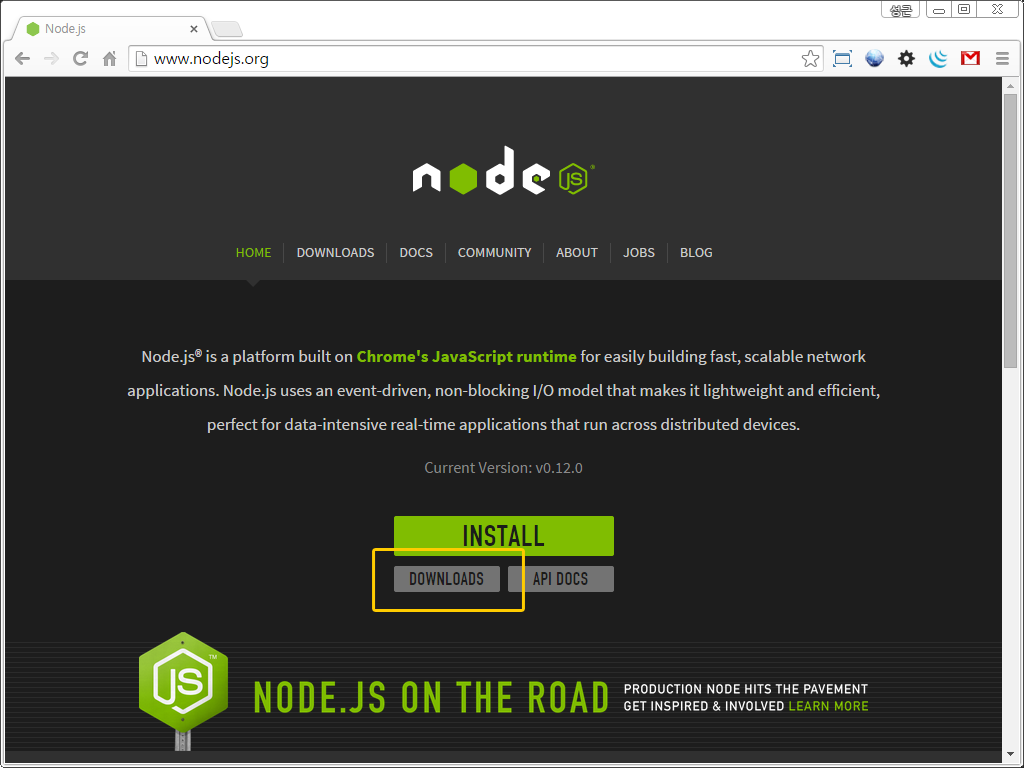 성근
Node.js
www.nodejs.org
node JS
HOME DOWNLOADS DOCS COMMUNITY ABOUT JOBS BLOG
Node.js® is a platform built on Chrome's JavaScript runtime for easily building fast, scalable network
applications. Node.js uses an event-driven, non-blocking I/O model that makes it lightweight and efficient,
perfect for data-intensive real-time applications that run across distributed devices.
Current Version: v0.12.0
INSTALL
DOWNLOADS API DOCS
JS™
NODE.JS ON THE ROAD
PRODUCTION NODE HITS THE PAVEMENT
GET INSPIRED & INVOLVED LEARN MORE